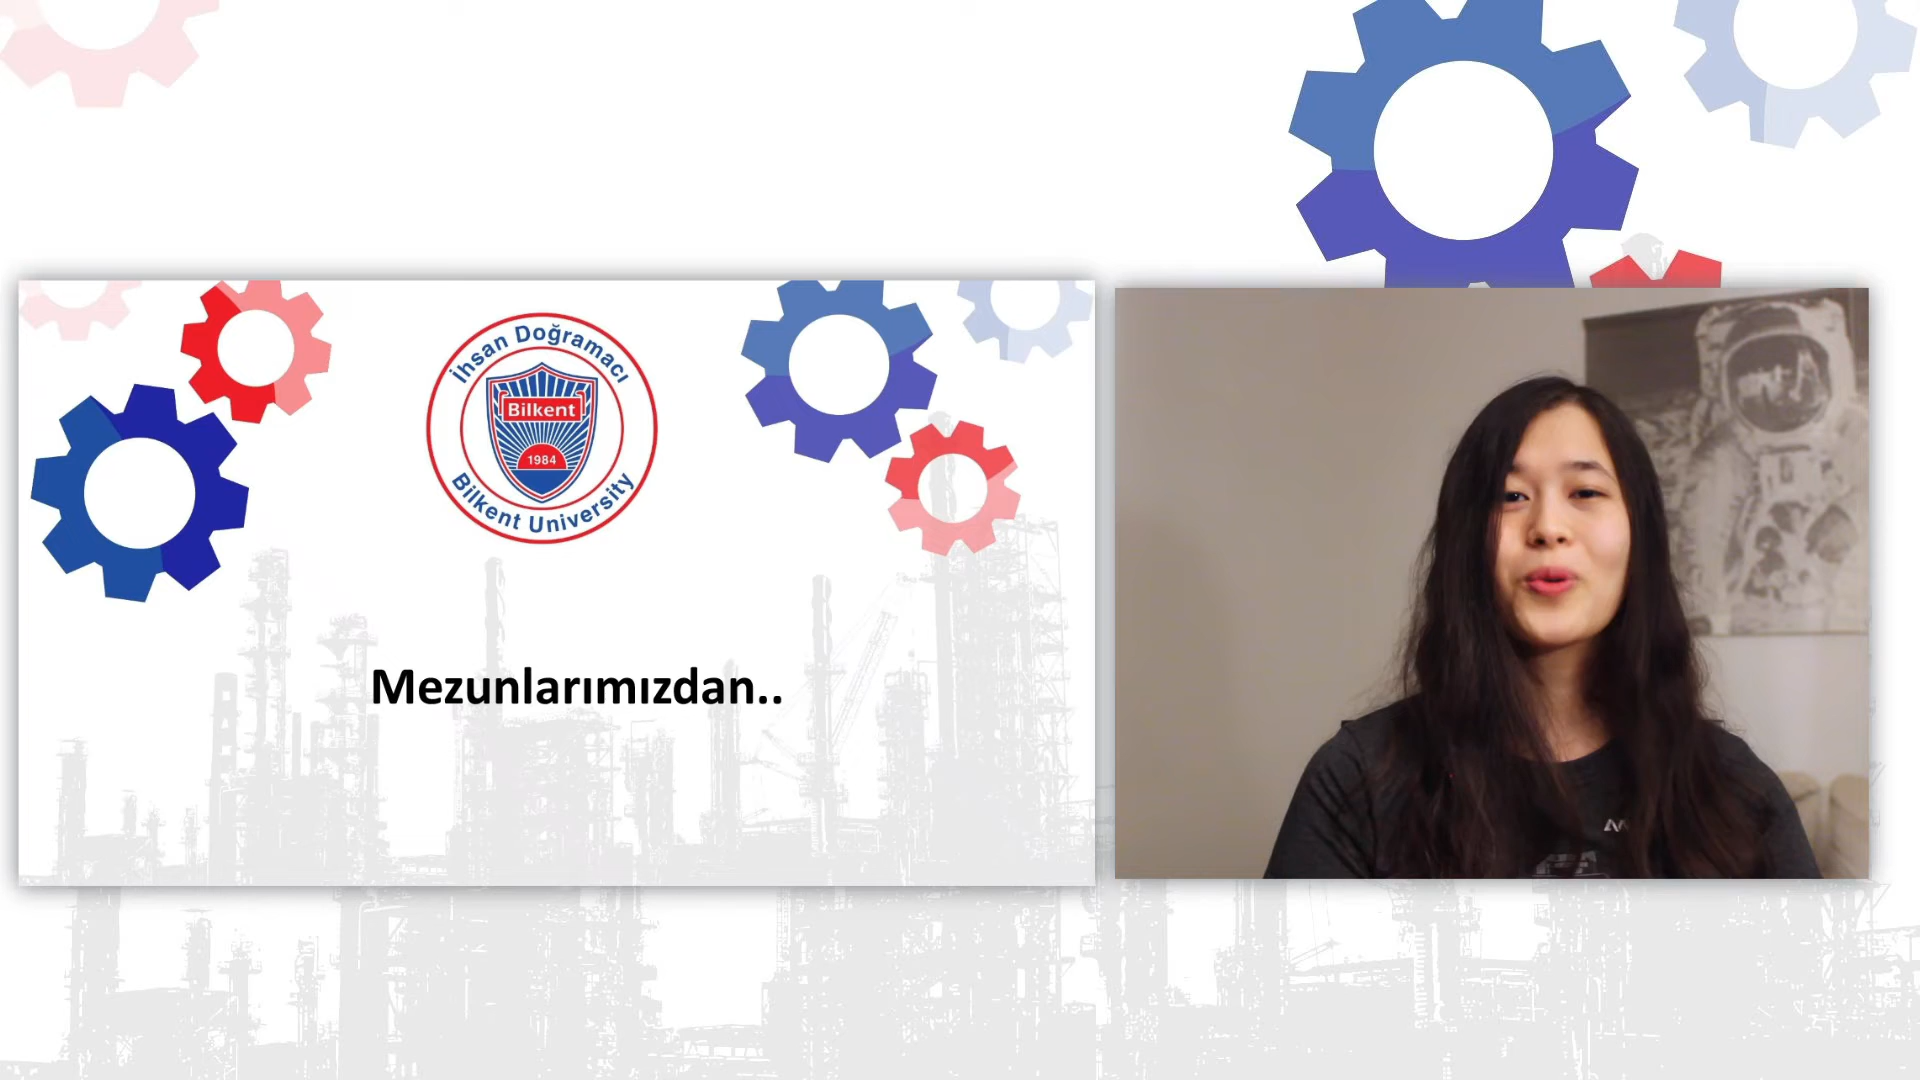 İhsan Doğramacı
Bilkent
1984
Bilkent University
Mezunlarımızdan..